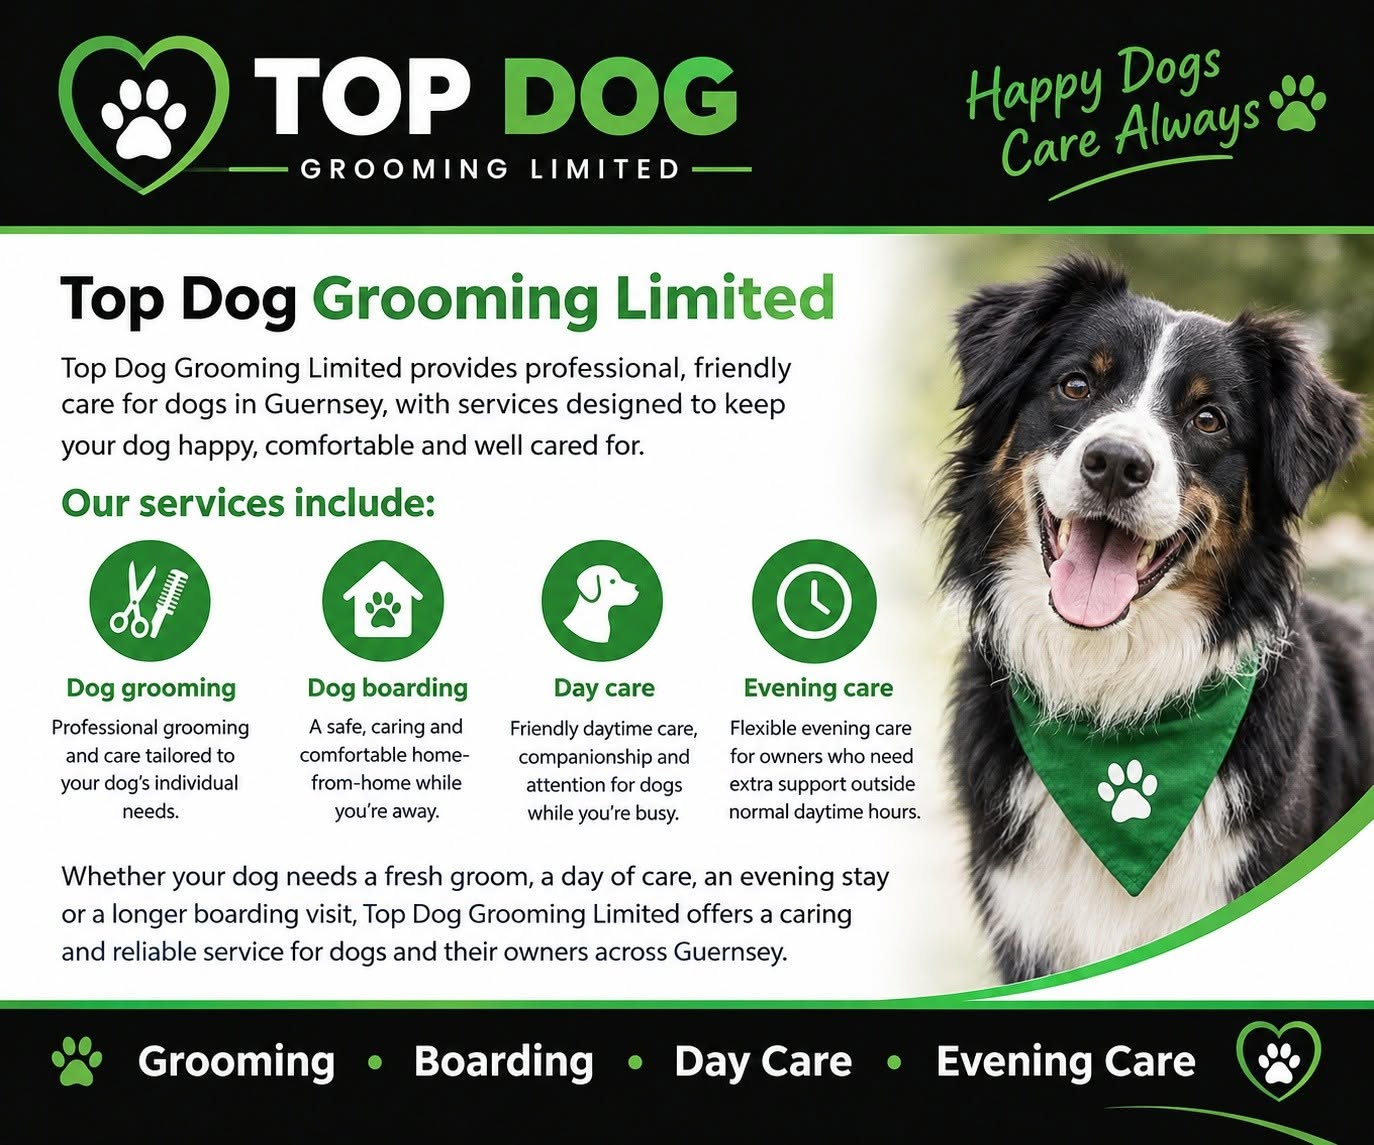 TOP DOG
GROOMING LIMITED
Happy Dogs
Care Always
Top Dog Grooming Limited
Top Dog Grooming Limited provides professional, friendly
care for dogs in Guernsey, with services designed to keep
your dog happy, comfortable and well cared for.
Our services include:
Dog grooming
Professional grooming
and care tailored to
your dog's individual
needs.
Dog boarding
A safe, caring and
comfortable home-
from-home while
you're away.
Day care
Friendly daytime care,
companionship and
attention for dogs
while you're busy.
Evening care
Flexible evening care
for owners who need
extra support outside
normal daytime hours.
Whether your dog needs a fresh groom, a day of care, an evening stay
or a longer boarding visit, Top Dog Grooming Limited offers a caring
and reliable service for dogs and their owners across Guernsey.
Grooming • Boarding • Day Care • Evening Care